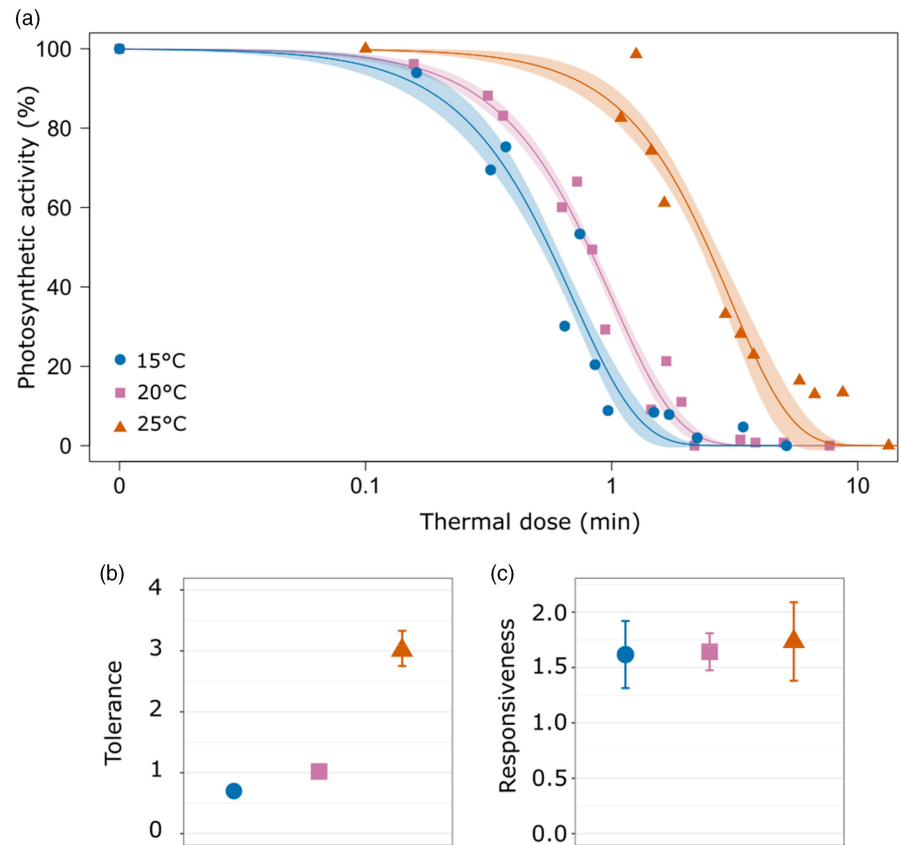 (a)
100
80
60
40
20
0
Photosynthetic activity (%)
15°C
20°C
25°C
0 0.1 1 10
Thermal dose (min)
(b)
4
3
2
1
0
Tolerance
(c)
2.0
1.5
1.0
0.5
0.0
Responsiveness